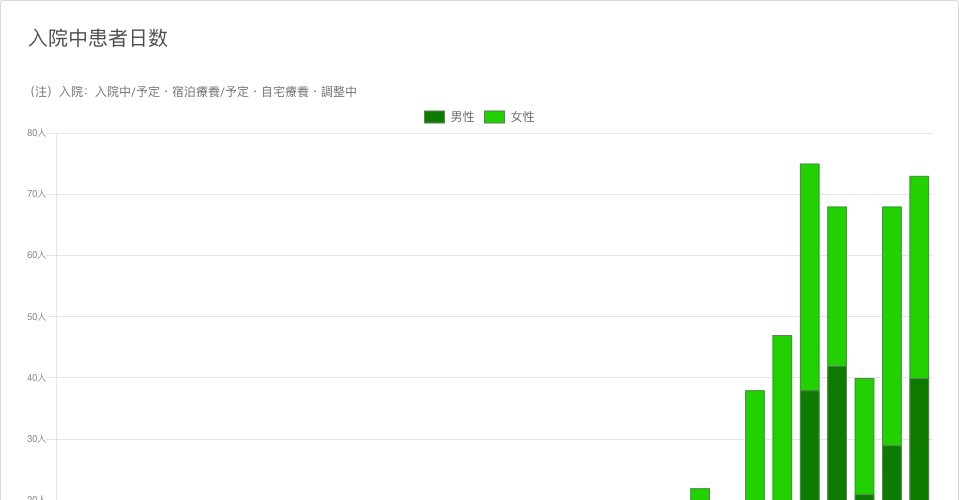 入院中患者日数
（注）入院：入院中/予定・宿泊療養/予定・自宅療養・調整中
男性 女性
80人
70人
60人
50人
40人
30人
20人